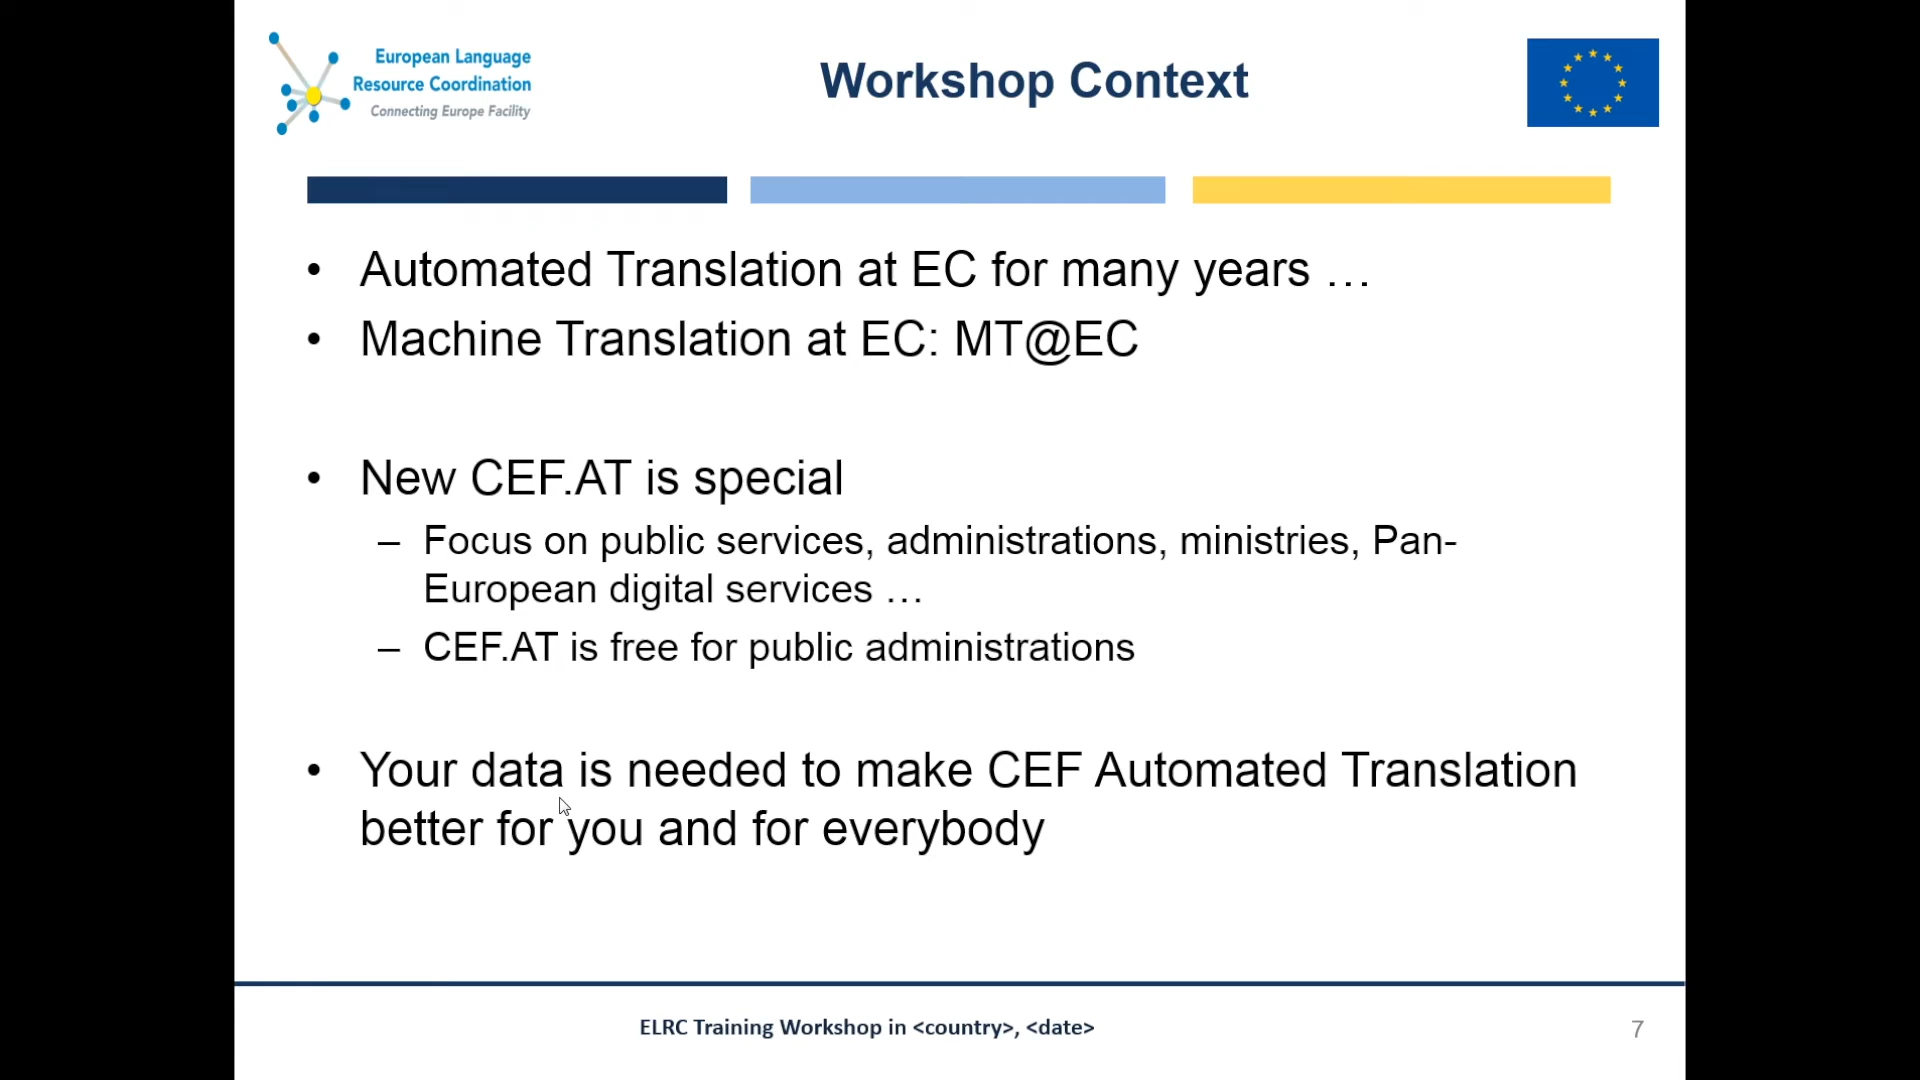 European Language
Resource Coordination
Connecting Europe Facility
Workshop Context
• Automated Translation at EC for many years …
• Machine Translation at EC: MT@EC
• New CEF.AT is special
– Focus on public services, administrations, ministries, Pan-
European digital services …
– CEF.AT is free for public administrations
• Your data is needed to make CEF Automated Translation
better for you and for everybody
ELRC Training Workshop in <country>, <date>
7